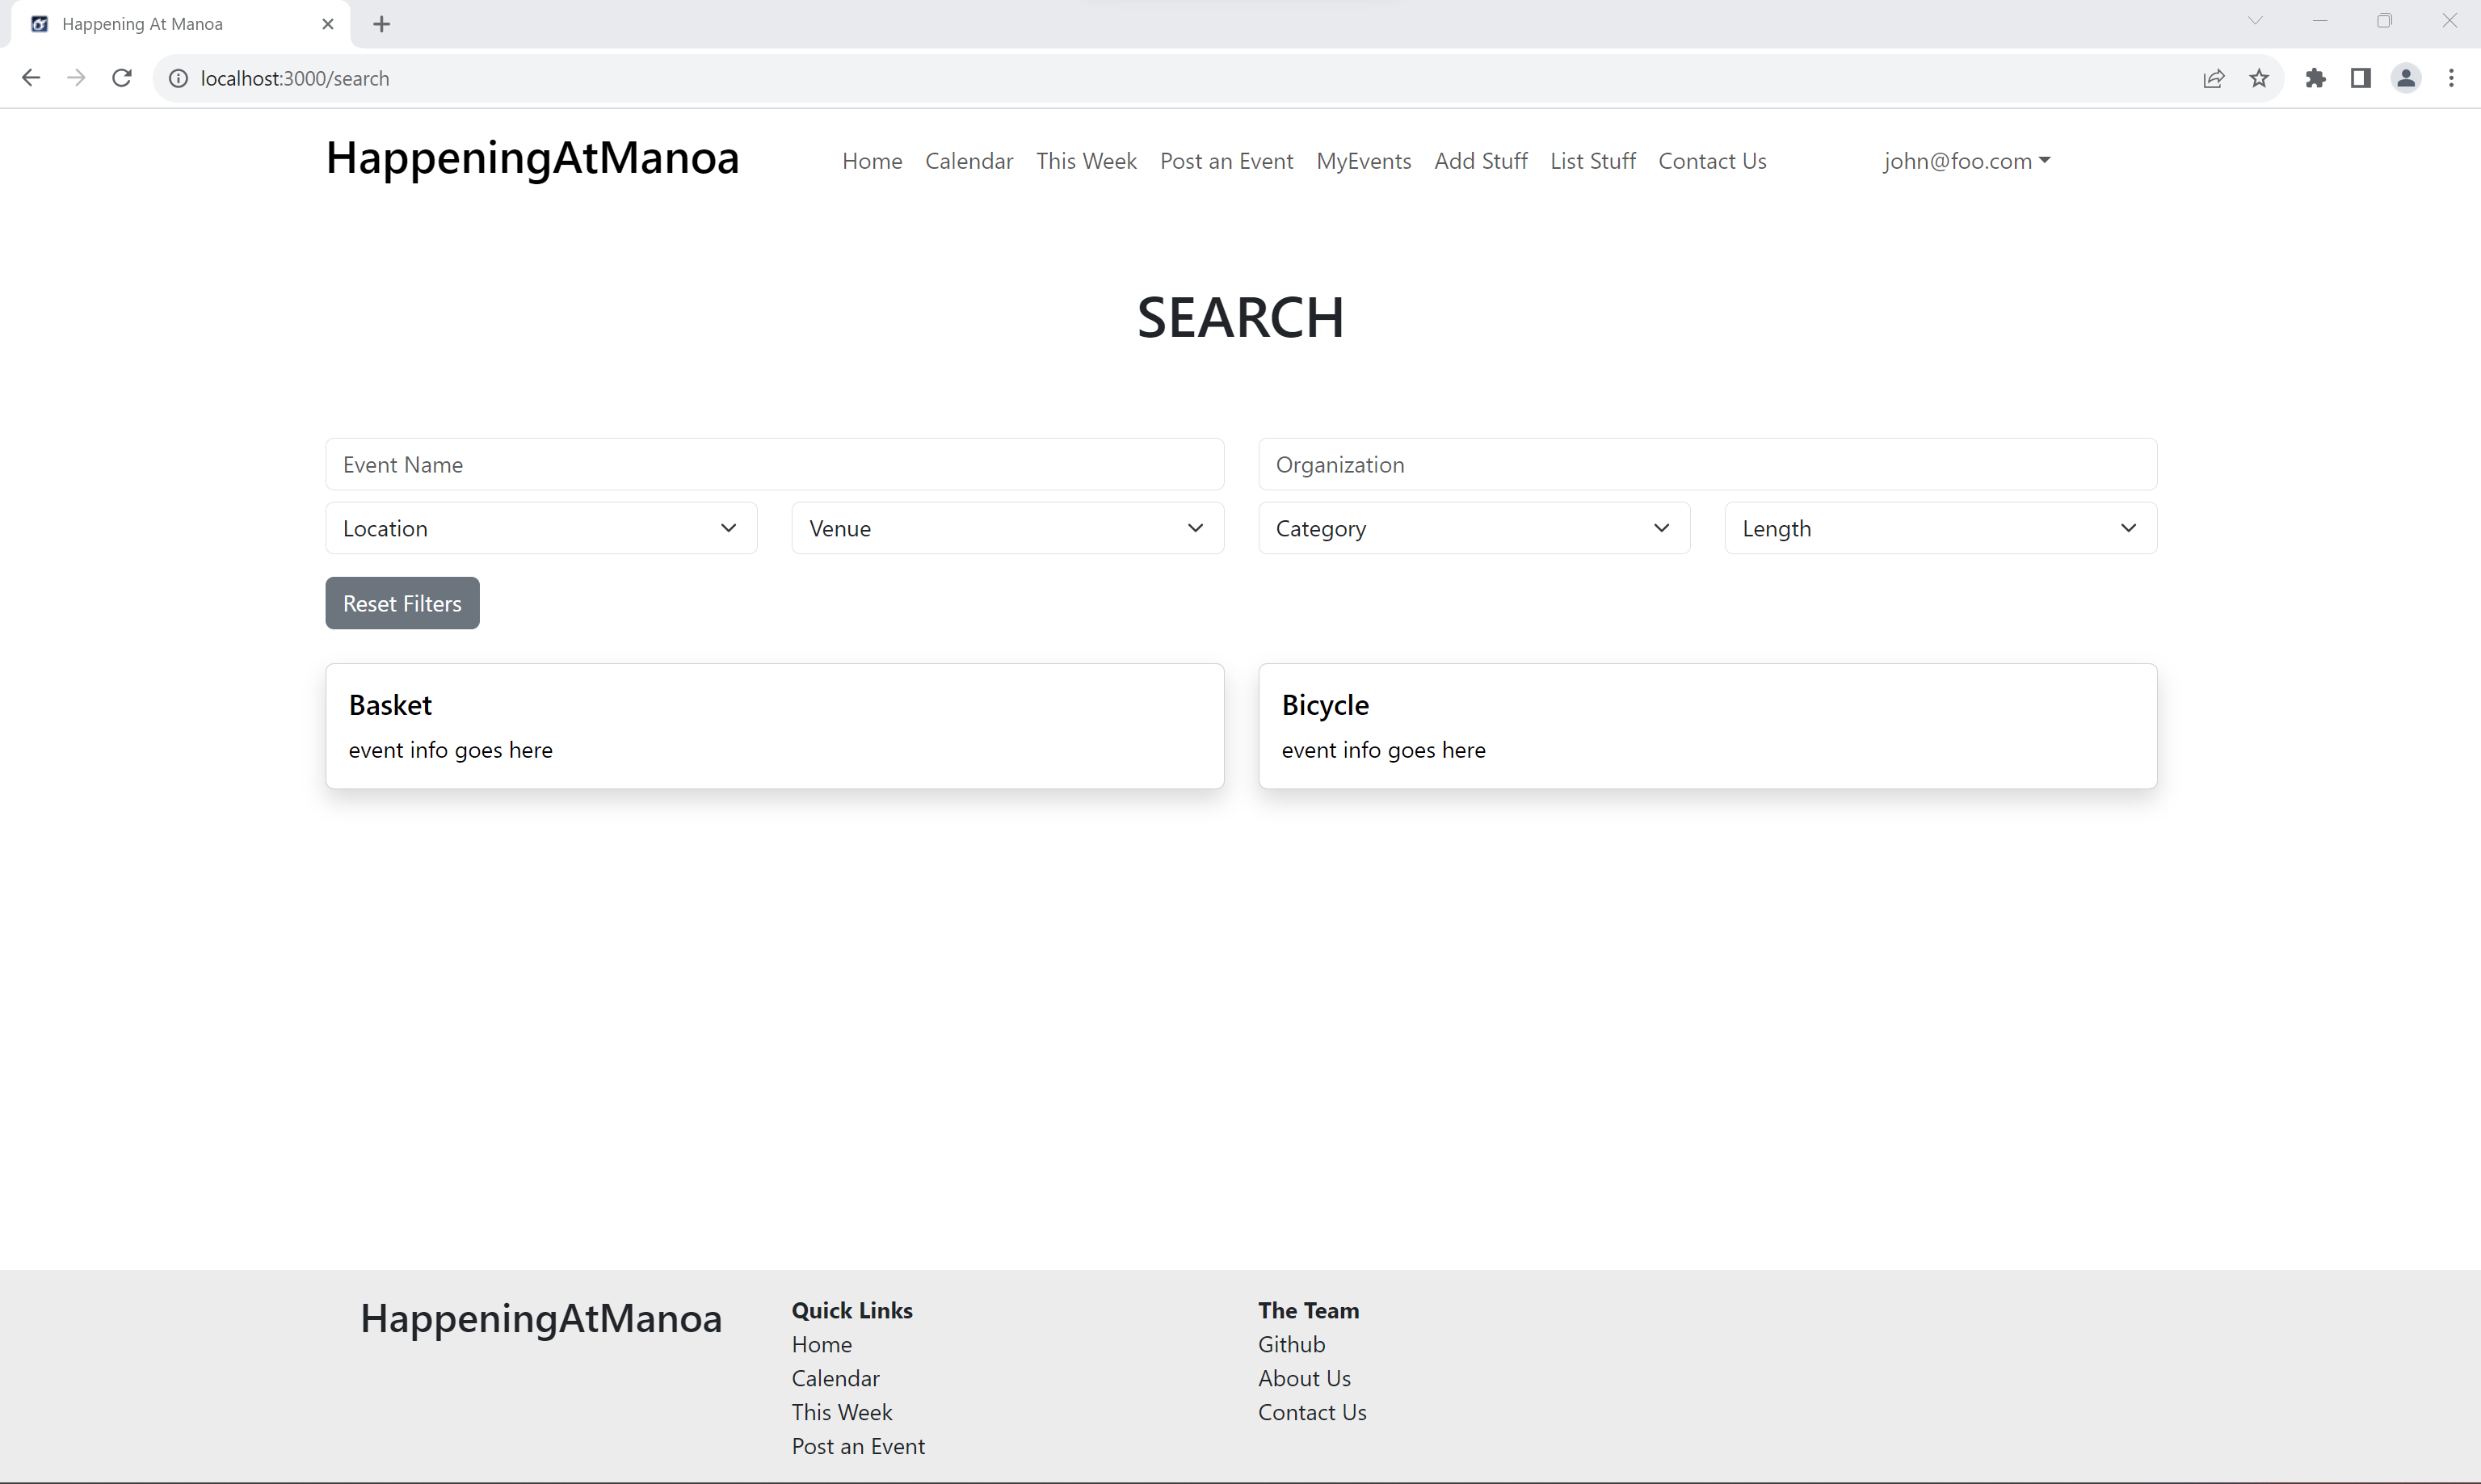 Happening At Manoa
localhost:3000/search
HappeningAtManoa
Home Calendar This Week Post an Event MyEvents Add Stuff List Stuff Contact Us john@foo.com
SEARCH
Event Name Organization
Location Venue Category Length
Reset Filters
Basket
event info goes here
Bicycle
event info goes here
HappeningAtManoa
Quick Links
Home
Calendar
This Week
Post an Event
The Team
Github
About Us
Contact Us